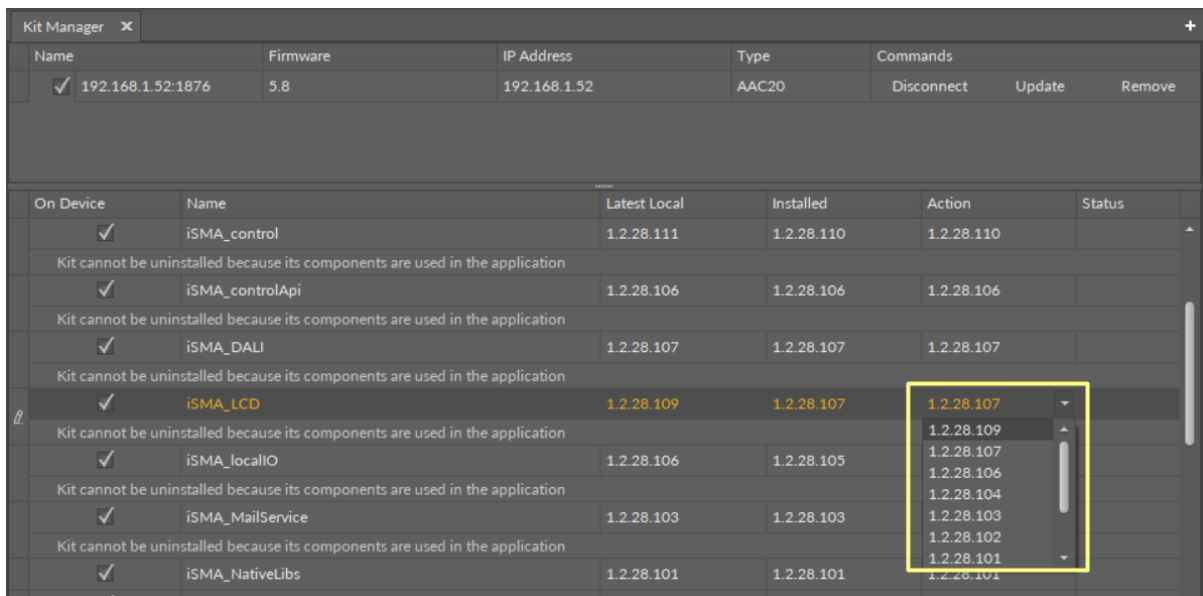 Kit Manager
Name Firmware IP Address Type Commands
192.168.1.52:1876 5.8 192.168.1.52 AAC20 Disconnect Update Remove
On Device Name Latest Local Installed Action Status
iSMA_control 1.2.28.111 1.2.28.110 1.2.28.110
Kit cannot be uninstalled because its components are used in the application
iSMA_controlApi 1.2.28.106 1.2.28.106 1.2.28.106
Kit cannot be uninstalled because its components are used in the application
iSMA_DALI 1.2.28.107 1.2.28.107 1.2.28.107
Kit cannot be uninstalled because its components are used in the application
iSMA_LCD 1.2.28.109 1.2.28.107 1.2.28.107
Kit cannot be uninstalled because its components are used in the application
1.2.28.109
1.2.28.107
iSMA_localIO 1.2.28.106 1.2.28.105
1.2.28.106
Kit cannot be uninstalled because its components are used in the application
1.2.28.104
iSMA_MailService 1.2.28.103 1.2.28.103
1.2.28.103
1.2.28.102
Kit cannot be uninstalled because its components are used in the application
1.2.28.101
iSMA_NativeLibs 1.2.28.101 1.2.28.101 1.2.28.101